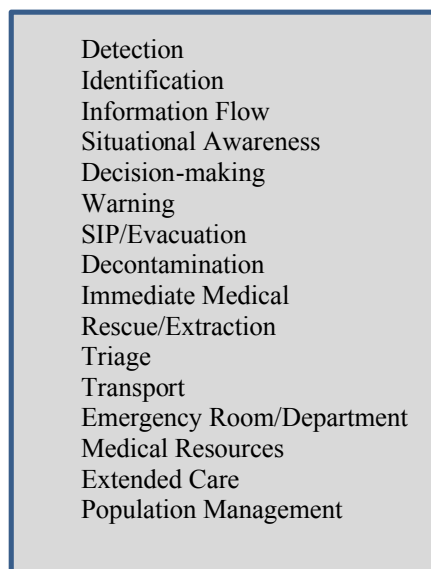 Detection
Identification
Information Flow
Situational Awareness
Decision-making
Warning
SIP/Evacuation
Decontamination
Immediate Medical
Rescue/Extraction
Triage
Transport
Emergency Room/Department
Medical Resources
Extended Care
Population Management